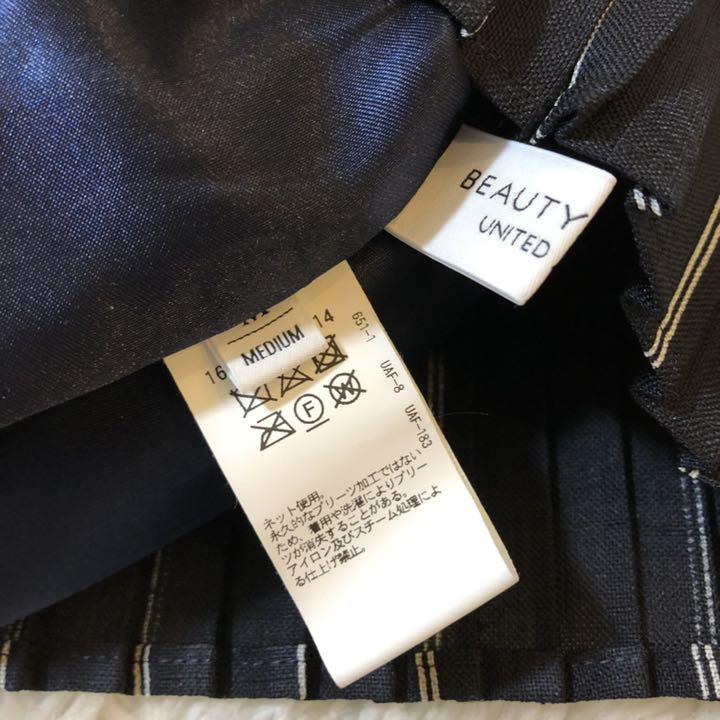 BEAUTY
UNITED
MEDIUM
16
14
651-1
UAF-8
UAF-183
F
W
ネット使用。
永久的なプリーツ加工ではない
ため、着用や洗濯によりプリー
ツが消失することがある。
アイロン及びスチーム処理によ
る仕上げ禁止。